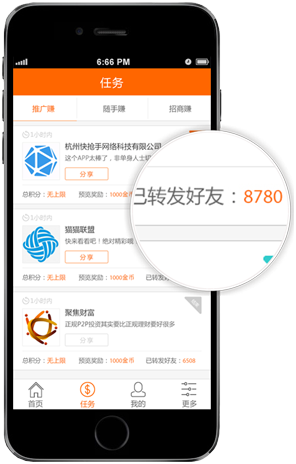 6:66 PM
任务
推广赚 随手赚 招商赚
1小时内
杭州快抢手网络科技有限公司
这个APP太棒了，非单身人士
分享
总积分：无上限 预览奖励：1000金币
已转发好友：8780
1小时内
猫猫联盟
快来看看吧！绝对精彩哦
分享
总积分：无上限 预览奖励：1000金币 已转发好友：
1小时内
聚焦财富
正规P2P投资其实要比正规理财要好很多
分享
总积分：无上限 预览奖励：1000金币 已转发好友：6508
首页 任务 我的 更多